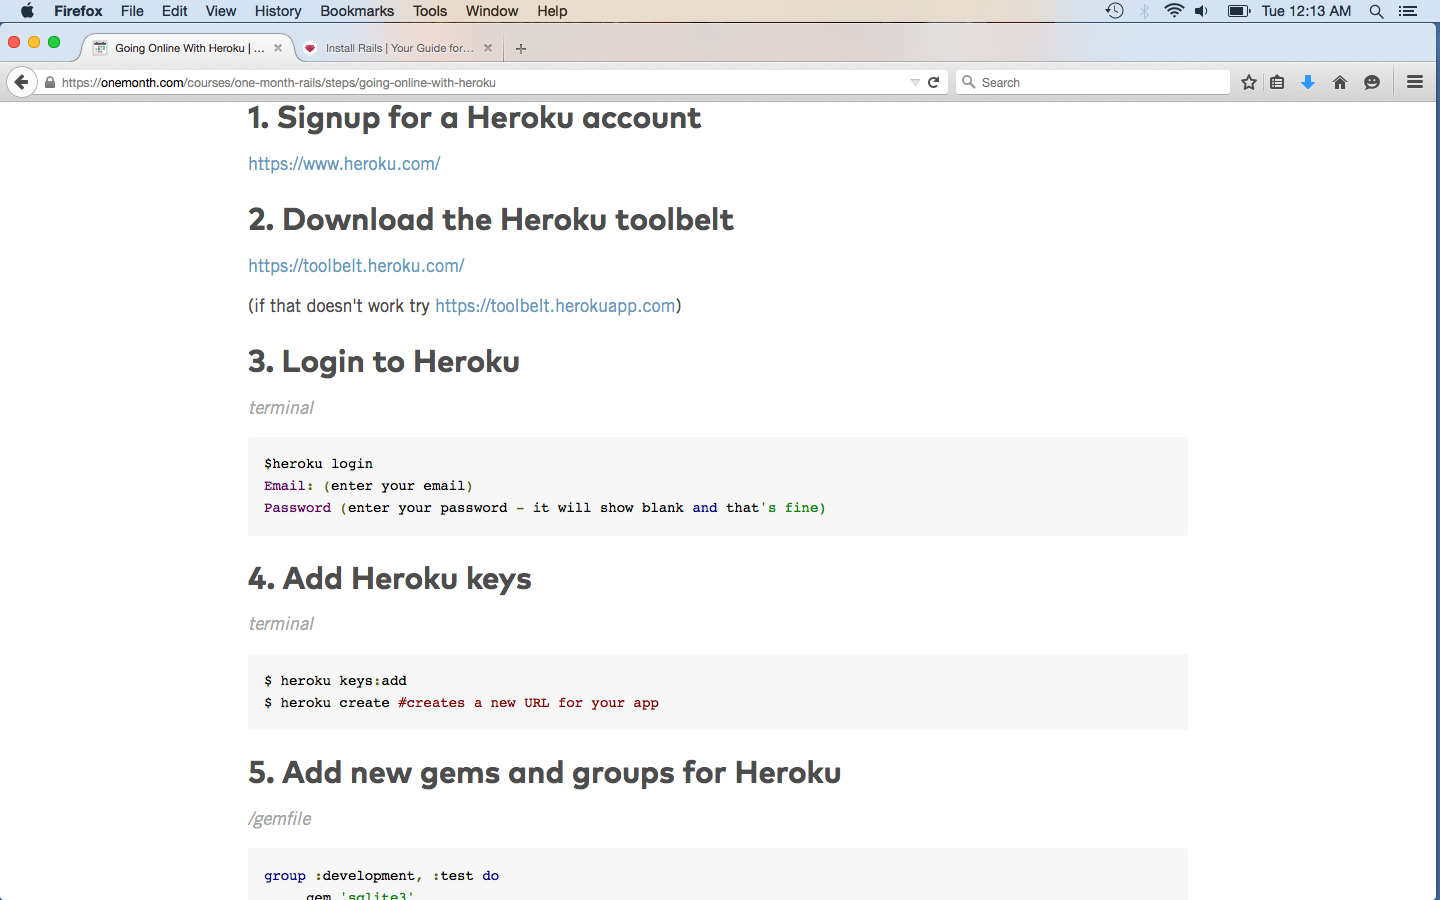 Firefox File Edit View History Bookmarks Tools Window Help Tue 12:13 AM
Going Online With Heroku | ... Install Rails | Your Guide for...
https://onemonth.com/courses/one-month-rails/steps/going-online-with-heroku Search
1. Signup for a Heroku account
https://www.heroku.com/
2. Download the Heroku toolbelt
https://toolbelt.heroku.com/
(if that doesn't work try https://toolbelt.herokuapp.com)
3. Login to Heroku
terminal
$heroku login
Email: (enter your email)
Password (enter your password - it will show blank and that's fine)
4. Add Heroku keys
terminal
$ heroku keys:add
$ heroku create #creates a new URL for your app
5. Add new gems and groups for Heroku
/gemfile
group :development, :test do
gem 'sqlite3'